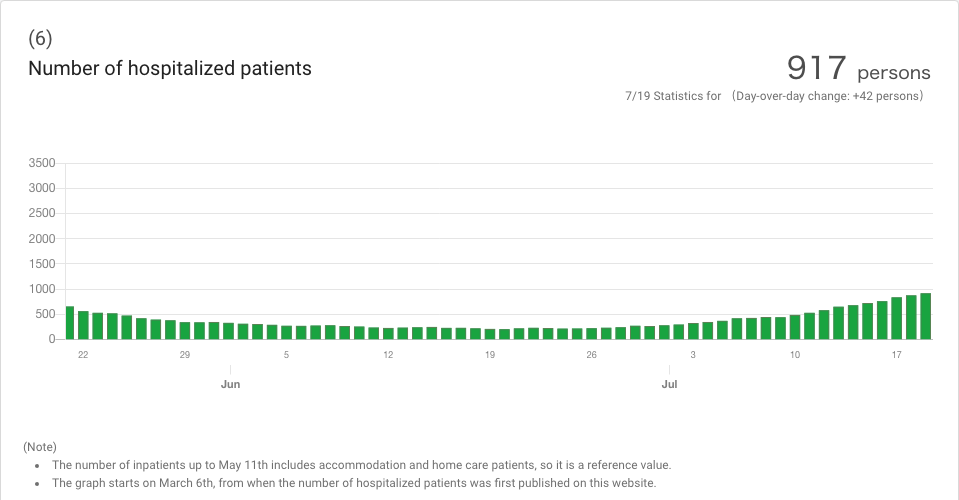 (6)
Number of hospitalized patients
917 persons
7/19 Statistics for （Day-over-day change: +42 persons）
3500
3000
2500
2000
1500
1000
500
0
22 29 5 12 19 26 3 10 17
Jun Jul
(Note)
• The number of inpatients up to May 11th includes accommodation and home care patients, so it is a reference value.
• The graph starts on March 6th, from when the number of hospitalized patients was first published on this website.